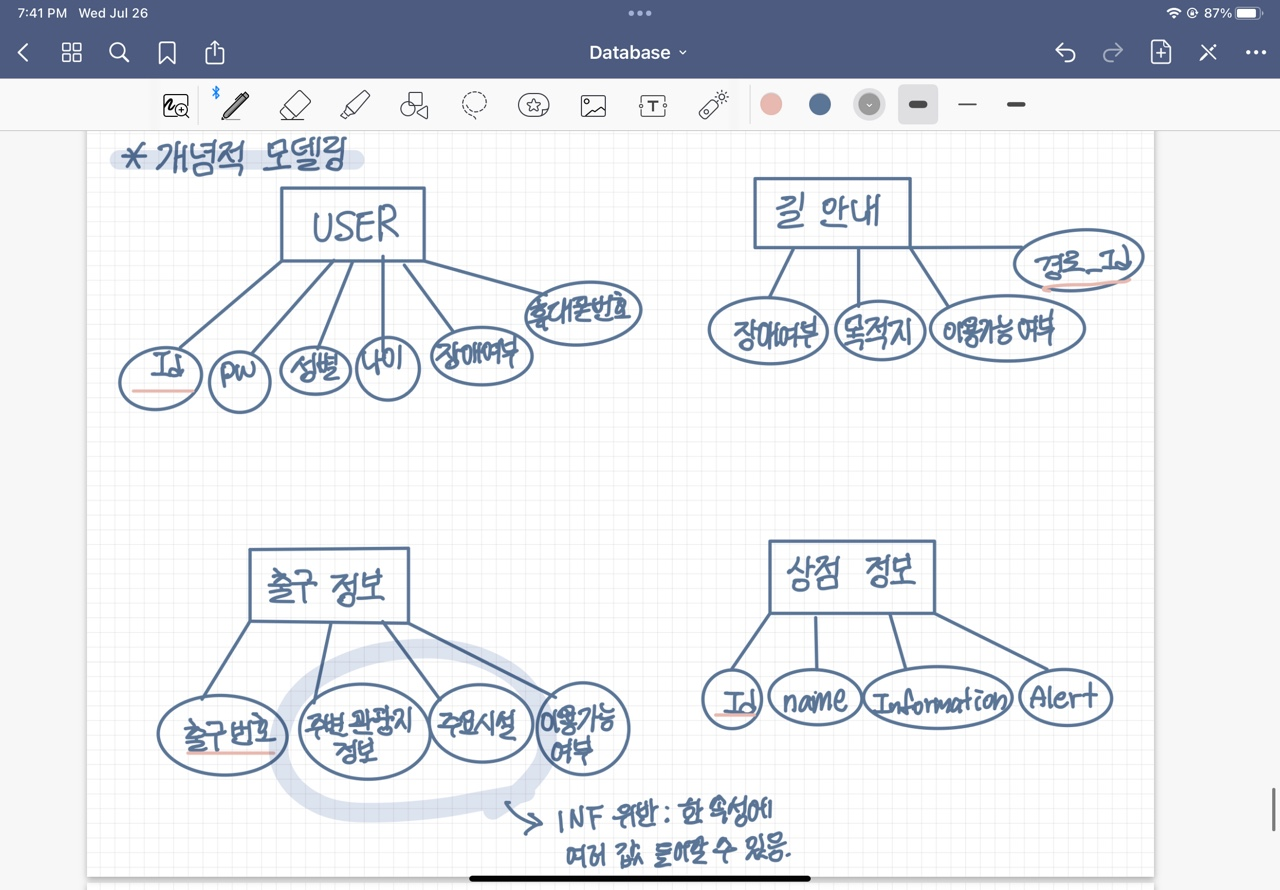 7:41 PM Wed Jul 26
87%
Database
* 개념적 모델링
USER
Id
pw
성별
나이
장애여부
휴대폰번호
길 안내
장애여부
목적지
이용가능 여부
경로_Id
출구 정보
출구 번호
주변 관광지
정보
주요시설
이용가능
여부
상점 정보
Id
name
Information
Alert
1NF 위반 : 한 속성에
여러 값 들어갈 수 있음.